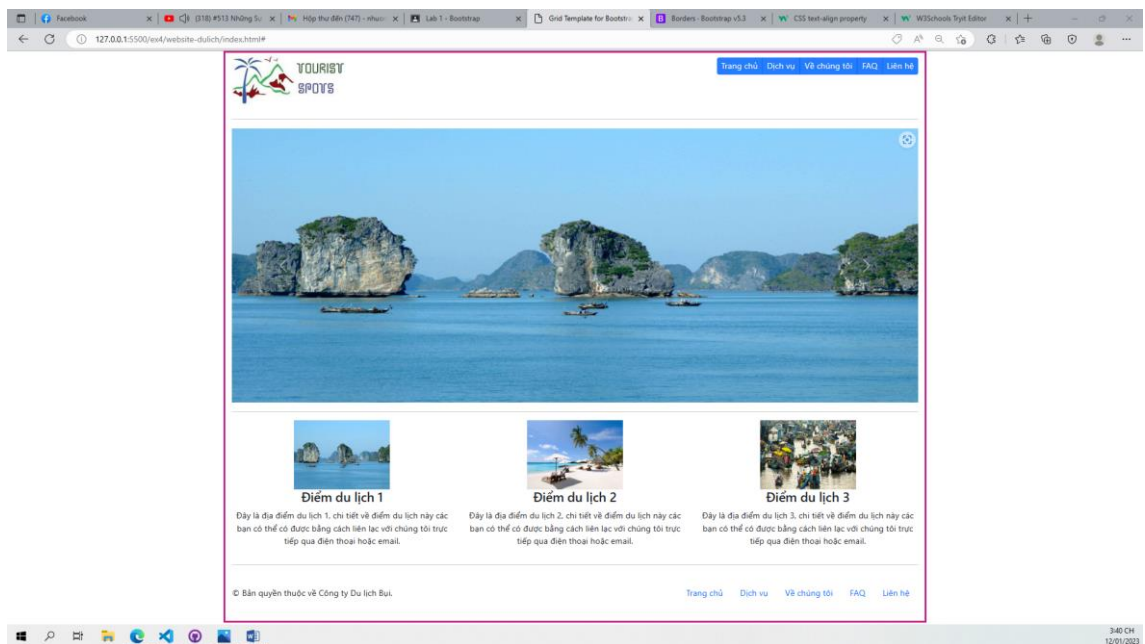 Facebook
(318) #513 Những Sự
Hộp thư đến (747) - nhuon
Lab 1 - Bootstrap
Grid Template for Bootstra
Borders · Bootstrap v5.3
CSS text-align property
W3Schools Tryit Editor
127.0.0.1:5500/ex4/website-dulich/index.html#
TOURIST
SPOTS
Trang chủ Dịch vụ Về chúng tôi FAQ Liên hệ
Điểm du lịch 1
Đây là địa điểm du lịch 1, chi tiết về điểm du lịch này các
bạn có thể có được bằng cách liên lạc với chúng tôi trực
tiếp qua điện thoại hoặc email.
Điểm du lịch 2
Đây là địa điểm du lịch 2, chi tiết về điểm du lịch này các
bạn có thể có được bằng cách liên lạc với chúng tôi trực
tiếp qua điện thoại hoặc email.
Điểm du lịch 3
Đây là địa điểm du lịch 3, chi tiết về điểm du lịch này các
bạn có thể có được bằng cách liên lạc với chúng tôi trực
tiếp qua điện thoại hoặc email.
© Bản quyền thuộc về Công ty Du lịch Bụi.
Trang chủ Dịch vụ Về chúng tôi FAQ Liên hệ
3:40 CH
12/01/2023